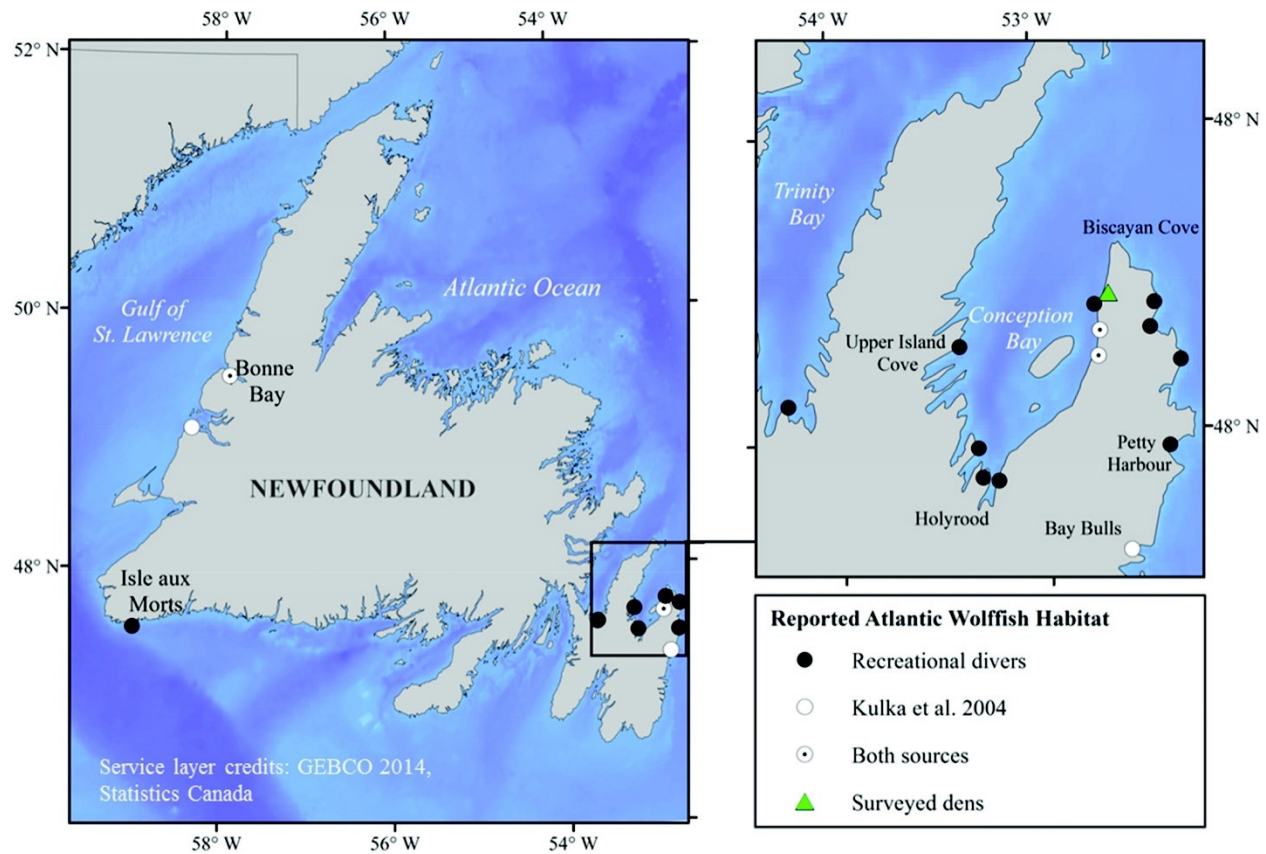 58° W
56° W
54° W
52° N
50° N
48° N
Gulf of
St. Lawrence
Atlantic Ocean
Bonne
Bay
NEWFOUNDLAND
Isle aux
Morts
Service layer credits: GEBCO 2014,
Statistics Canada
58° W
56° W
54° W
54° W
53° W
48° N
48° N
Trinity
Bay
Biscayan Cove
Conception
Bay
Upper Island
Cove
Petty
Harbour
Holyrood
Bay Bulls
Reported Atlantic Wolffish Habitat
Recreational divers
Kulka et al. 2004
Both sources
Surveyed dens